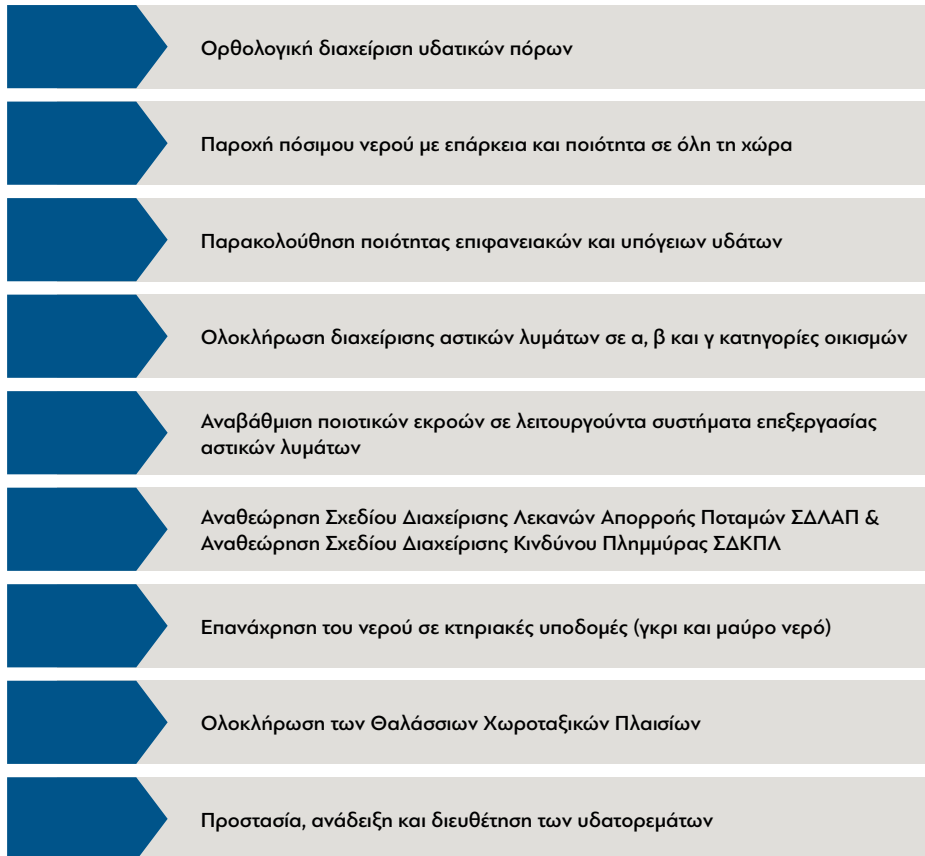 Ορθολογική διαχείριση υδατικών πόρων
Παροχή πόσιμου νερού με επάρκεια και ποιότητα σε όλη τη χώρα
Παρακολούθηση ποιότητας επιφανειακών και υπόγειων υδάτων
Ολοκλήρωση διαχείρισης αστικών λυμάτων σε α, β και γ κατηγορίες οικισμών
Αναβάθμιση ποιοτικών εκροών σε λειτουργούντα συστήματα επεξεργασίας
αστικών λυμάτων
Αναθεώρηση Σχεδίου Διαχείρισης Λεκανών Απορροής Ποταμών ΣΔΛΑΠ &
Αναθεώρηση Σχεδίου Διαχείρισης Κινδύνου Πλημμύρας ΣΔΚΠΛ
Επανάχρηση του νερού σε κτηριακές υποδομές (γκρι και μαύρο νερό)
Ολοκλήρωση των Θαλάσσιων Χωροταξικών Πλαισίων
Προστασία, ανάδειξη και διευθέτηση των υδατορεμάτων